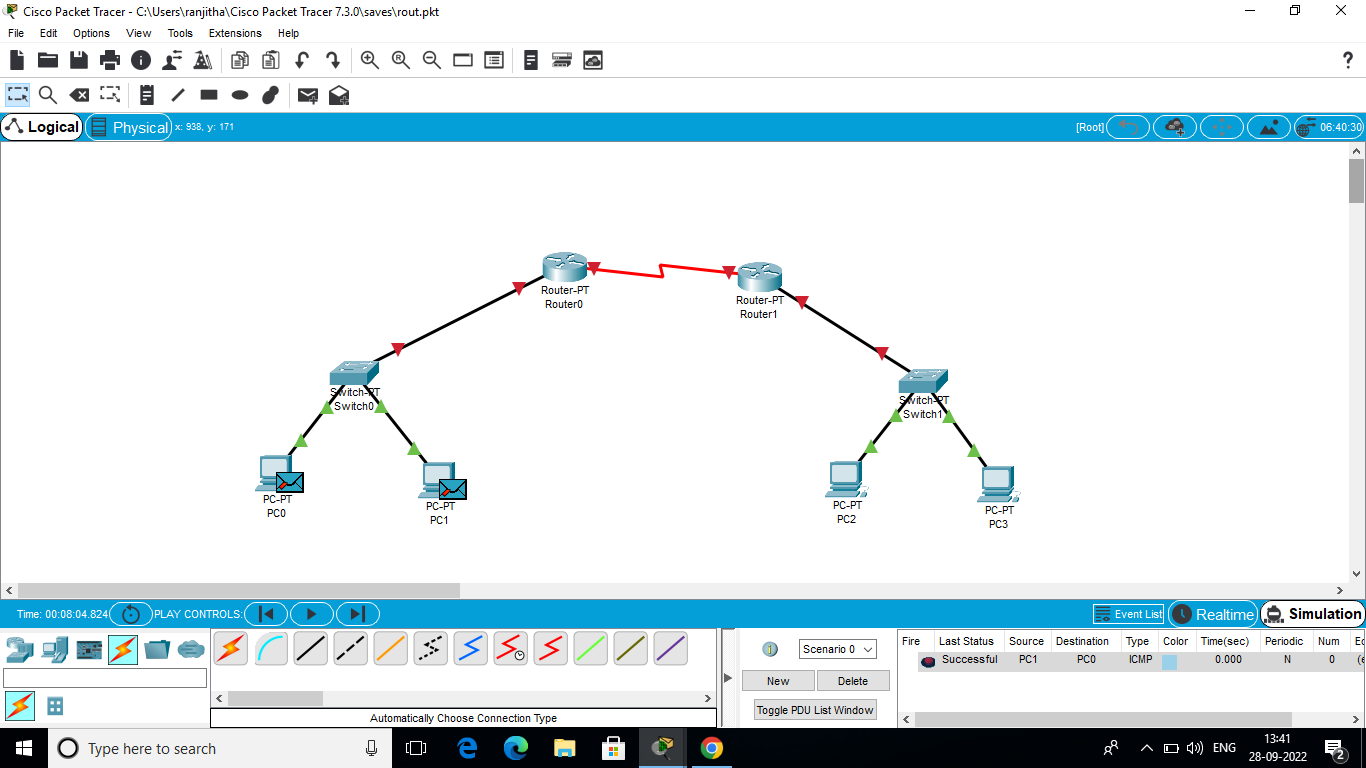 Cisco Packet Tracer - C:\Users\ranjitha\Cisco Packet Tracer 7.3.0\saves\rout.pkt
File Edit Options View Tools Extensions Help
?
Logical Physical x: 938, y: 171 [Root] 06:40:30
Router-PT
Router0
Router-PT
Router1
Switch-PT
Switch0
Switch-PT
Switch1
PC-PT
PC0
PC-PT
PC1
PC-PT
PC2
PC-PT
PC3
Time: 00:08:04.824 PLAY CONTROLS: Event List Realtime Simulation
Scenario 0
New Delete
Toggle PDU List Window
Fire Last Status Source Destination Type Color Time(sec) Periodic Num
Successful PC1 PC0 ICMP 0.000 N 0
Automatically Choose Connection Type
Type here to search
ENG
13:41
28-09-2022
2